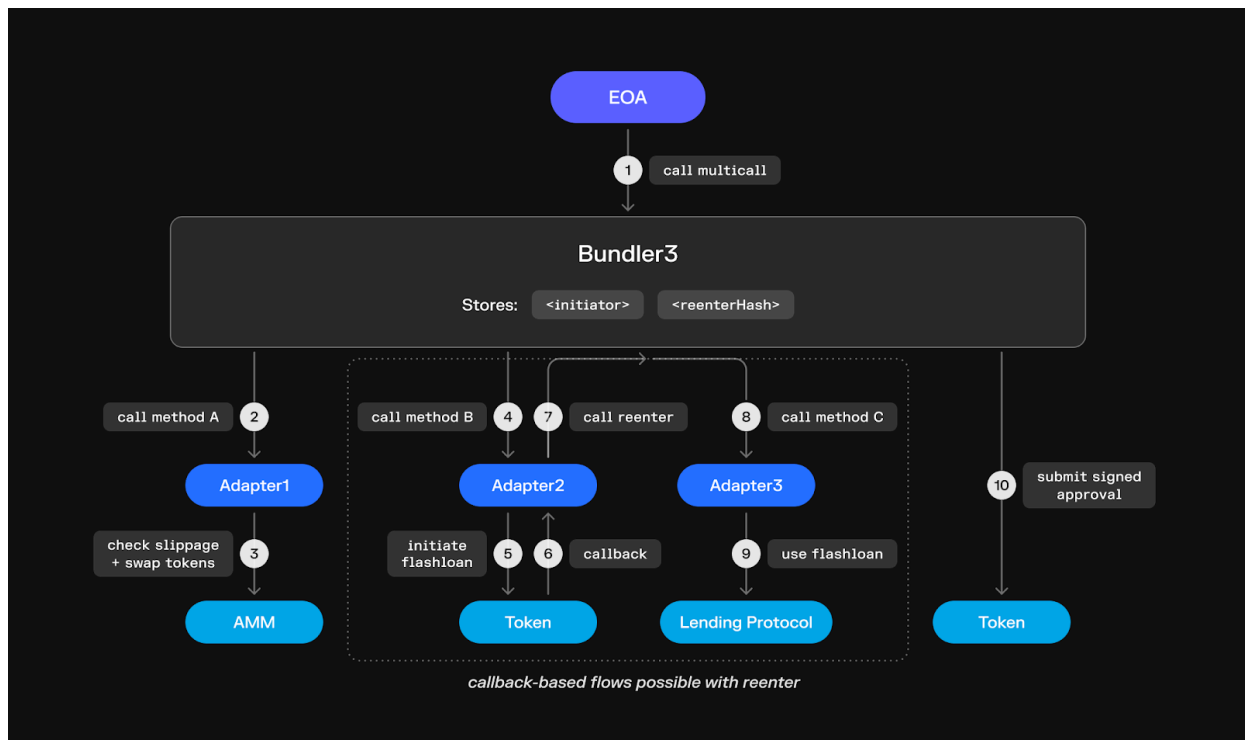 EOA
1
call multicall
Bundler3
Stores: <initiator> <reenterHash>
call method A
2
call method B
4
7
call reenter
8
call method C
Adapter1
Adapter2
Adapter3
10
submit signed
approval
check slippage
+ swap tokens
3
initiate
flashloan
5
6
callback
9
use flashloan
AMM
Token
Lending Protocol
Token
callback-based flows possible with reenter